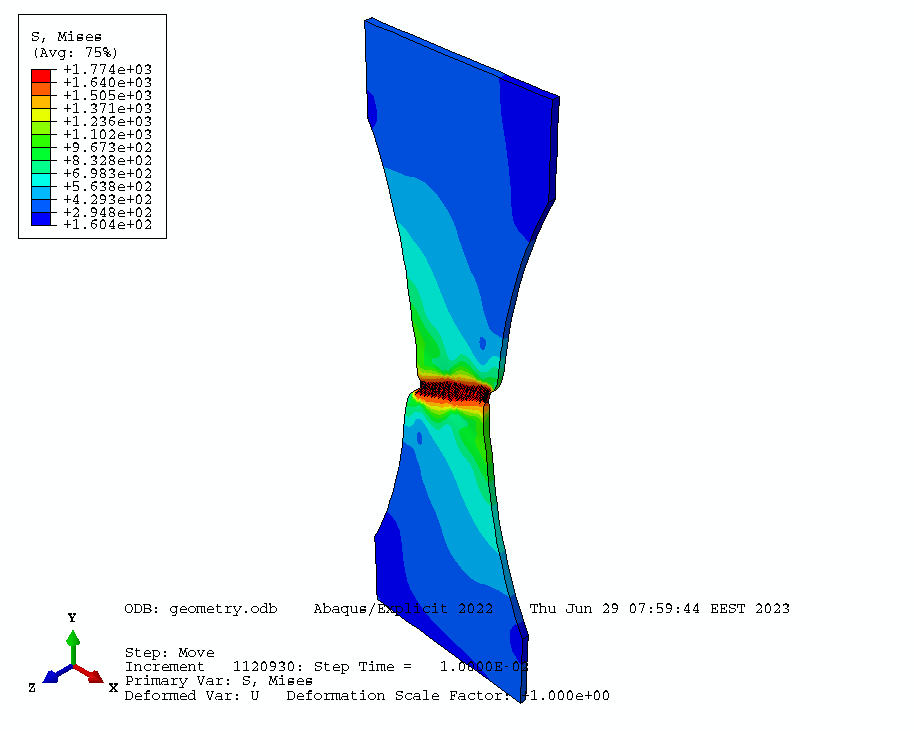 S, Mises
(Avg: 75%)
+1.774e+03
+1.640e+03
+1.505e+03
+1.371e+03
+1.236e+03
+1.102e+03
+9.673e+02
+8.328e+02
+6.983e+02
+5.638e+02
+4.293e+02
+2.948e+02
+1.604e+02
ODB: geometry.odb Abaqus/Explicit 2022 Thu Jun 29 07:59:44 EEST 2023
Y
Z
X
Step: Move
Increment 1120930: Step Time =
Primary Var: S, Mises
Deformed Var: U Deformation Scale Factor: +1.000e+00